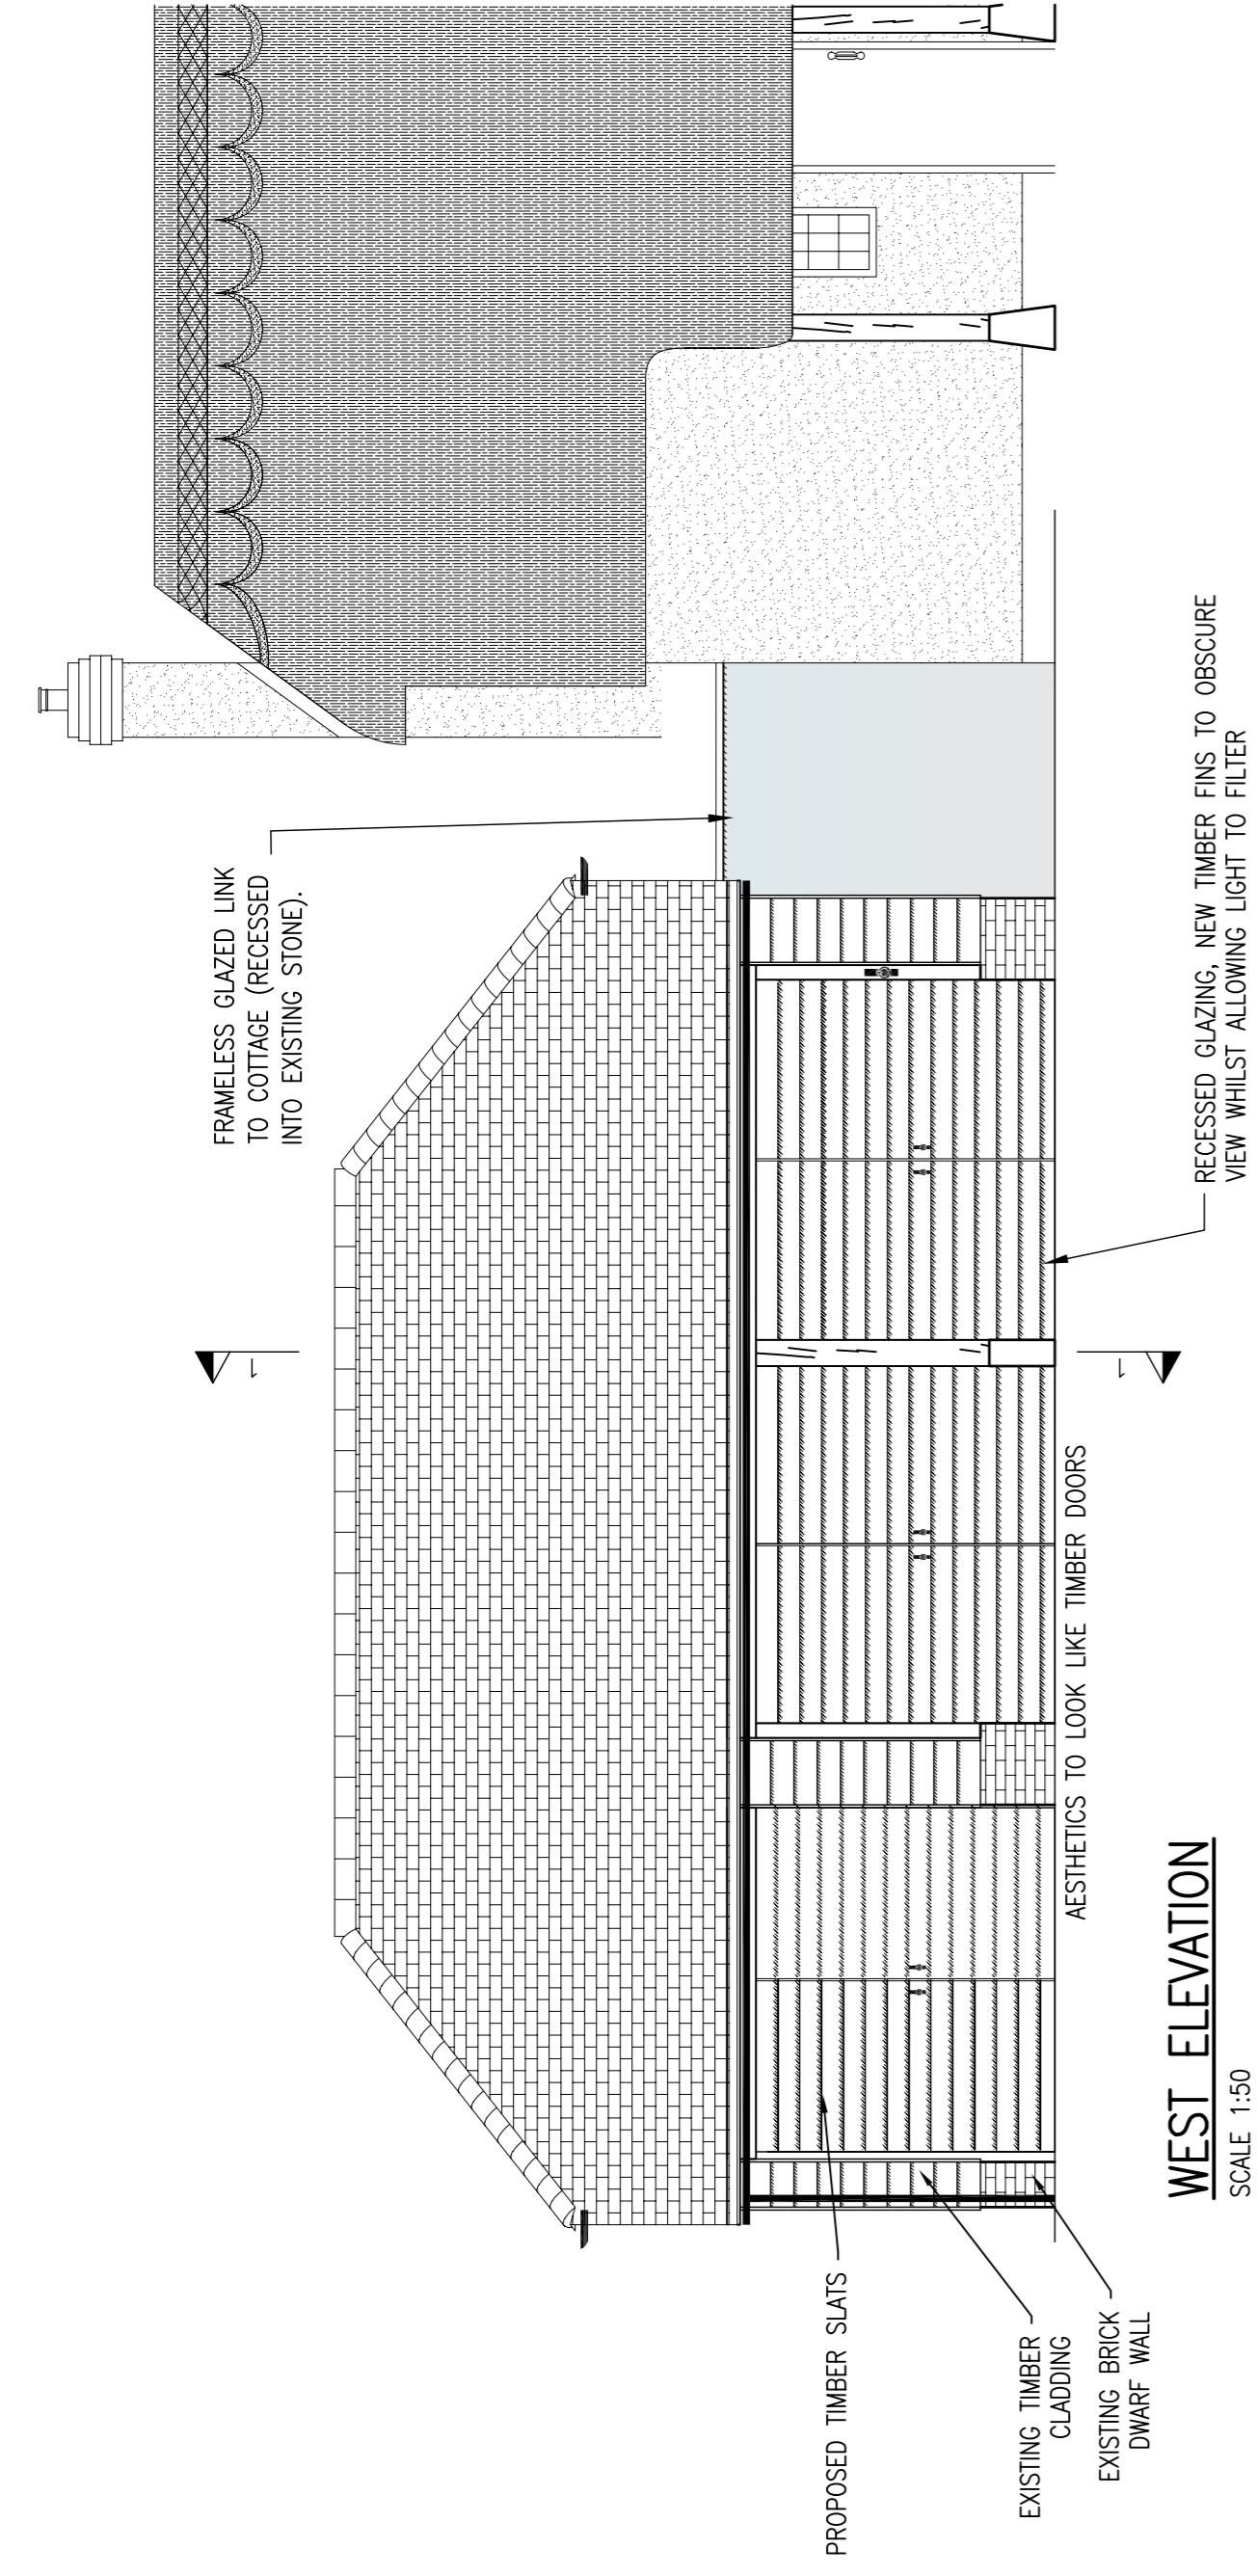 FRAMELESS GLAZED LINK
TO COTTAGE (RECESSED
INTO EXISTING STONE).
1
PROPOSED TIMBER SLATS
EXISTING TIMBER
CLADDING
EXISTING BRICK
DWARF WALL
AESTHETICS TO LOOK LIKE TIMBER DOORS
1
RECESSED GLAZING, NEW TIMBER FINS TO OBSCURE
VIEW WHILST ALLOWING LIGHT TO FILTER
WEST ELEVATION
SCALE 1:50